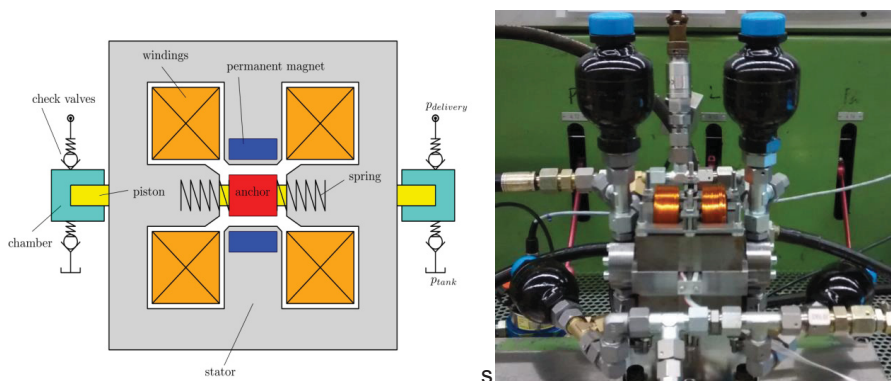 windings
permanent magnet
check valves
p_delivery
anchor
spring
piston
chamber
p_tank
stator
s